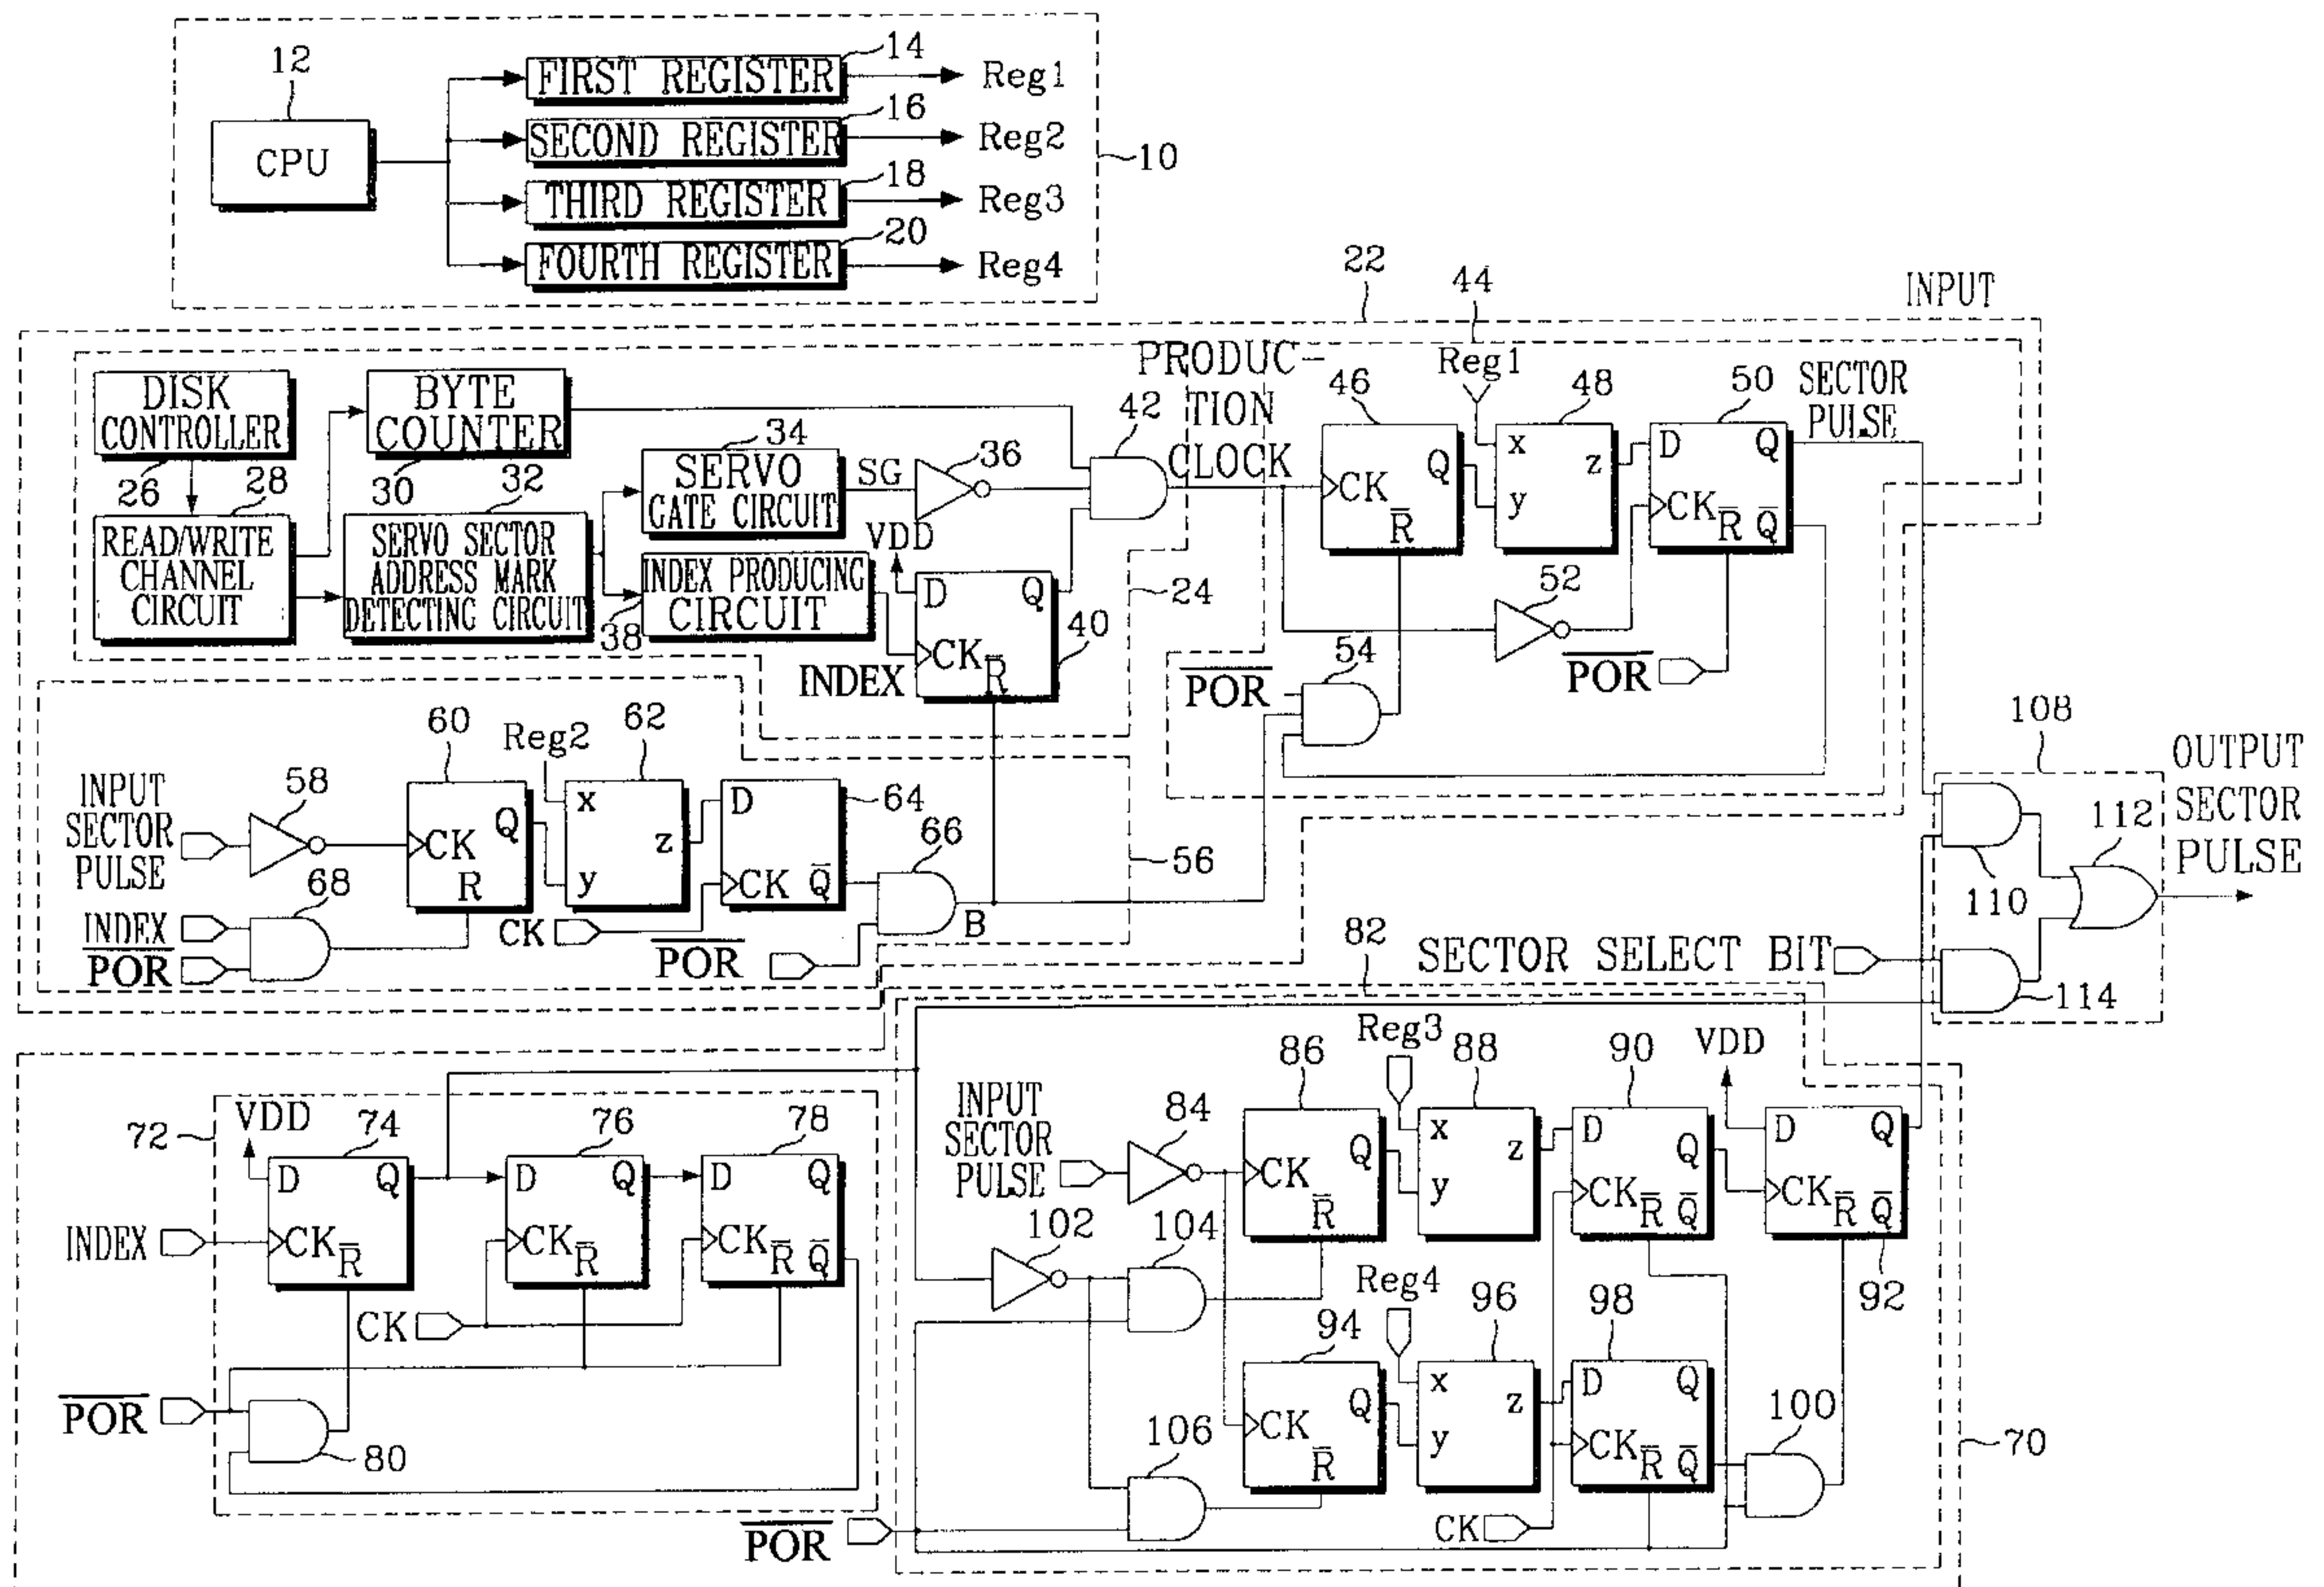 12
CPU
FIRST REGISTER
14
Reg1
SECOND REGISTER
16
Reg2
THIRD REGISTER
18
Reg3
FOURTH REGISTER
20
Reg4
10
22
44
INPUT
DISK
CONTROLLER
26
BYTE
COUNTER
30
READ/WRITE
CHANNEL
CIRCUIT
28
SERVO SECTOR
ADDRESS MARK
DETECTING CIRCUIT
32
34
SERVO
GATE CIRCUIT
SG
36
INDEX PRODUCING
CIRCUIT
38
VDD
D Q
CK R̅
40
INDEX
42
24
PRODUC-
TION
CLOCK
46
CK Q
R̅
Reg1
48
x
y
z
50
D Q
CK R̅ Q̅
SECTOR
PULSE
52
P̅O̅R̅
54
P̅O̅R̅
INPUT
SECTOR
PULSE
58
60
CK Q
R
Reg2
62
x
y
z
64
D
CK Q̅
CK
66
B
P̅O̅R̅
56
INDEX
P̅O̅R̅
68
108
110
112
114
OUTPUT
SECTOR
PULSE
SECTOR SELECT BIT
82
72
VDD
74
D Q
CK R̅
INDEX
76
D Q
CK R̅
78
D Q
CK R̅ Q̅
CK
P̅O̅R̅
80
INPUT
SECTOR
PULSE
84
86
CK Q
R̅
Reg3
88
x
y
z
90
D Q
CK R̅ Q̅
VDD
D Q
CK R̅ Q̅
92
102
104
94
CK Q
R̅
Reg4
96
x
y
z
98
D Q
CK R̅ Q̅
100
106
CK
P̅O̅R̅
70